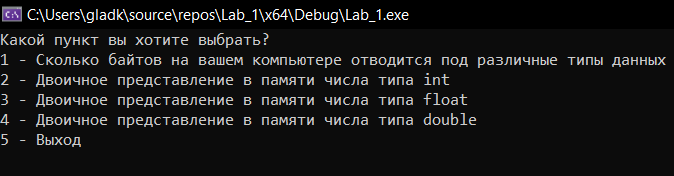 C:\Users\gladk\source\repos\Lab_1\x64\Debug\Lab_1.exe
Какой пункт вы хотите выбрать?
1 - Сколько байтов на вашем компьютере отводится под различные типы данных
2 - Двоичное представление в памяти числа типа int
3 - Двоичное представление в памяти числа типа float
4 - Двоичное представление в памяти числа типа double
5 - Выход